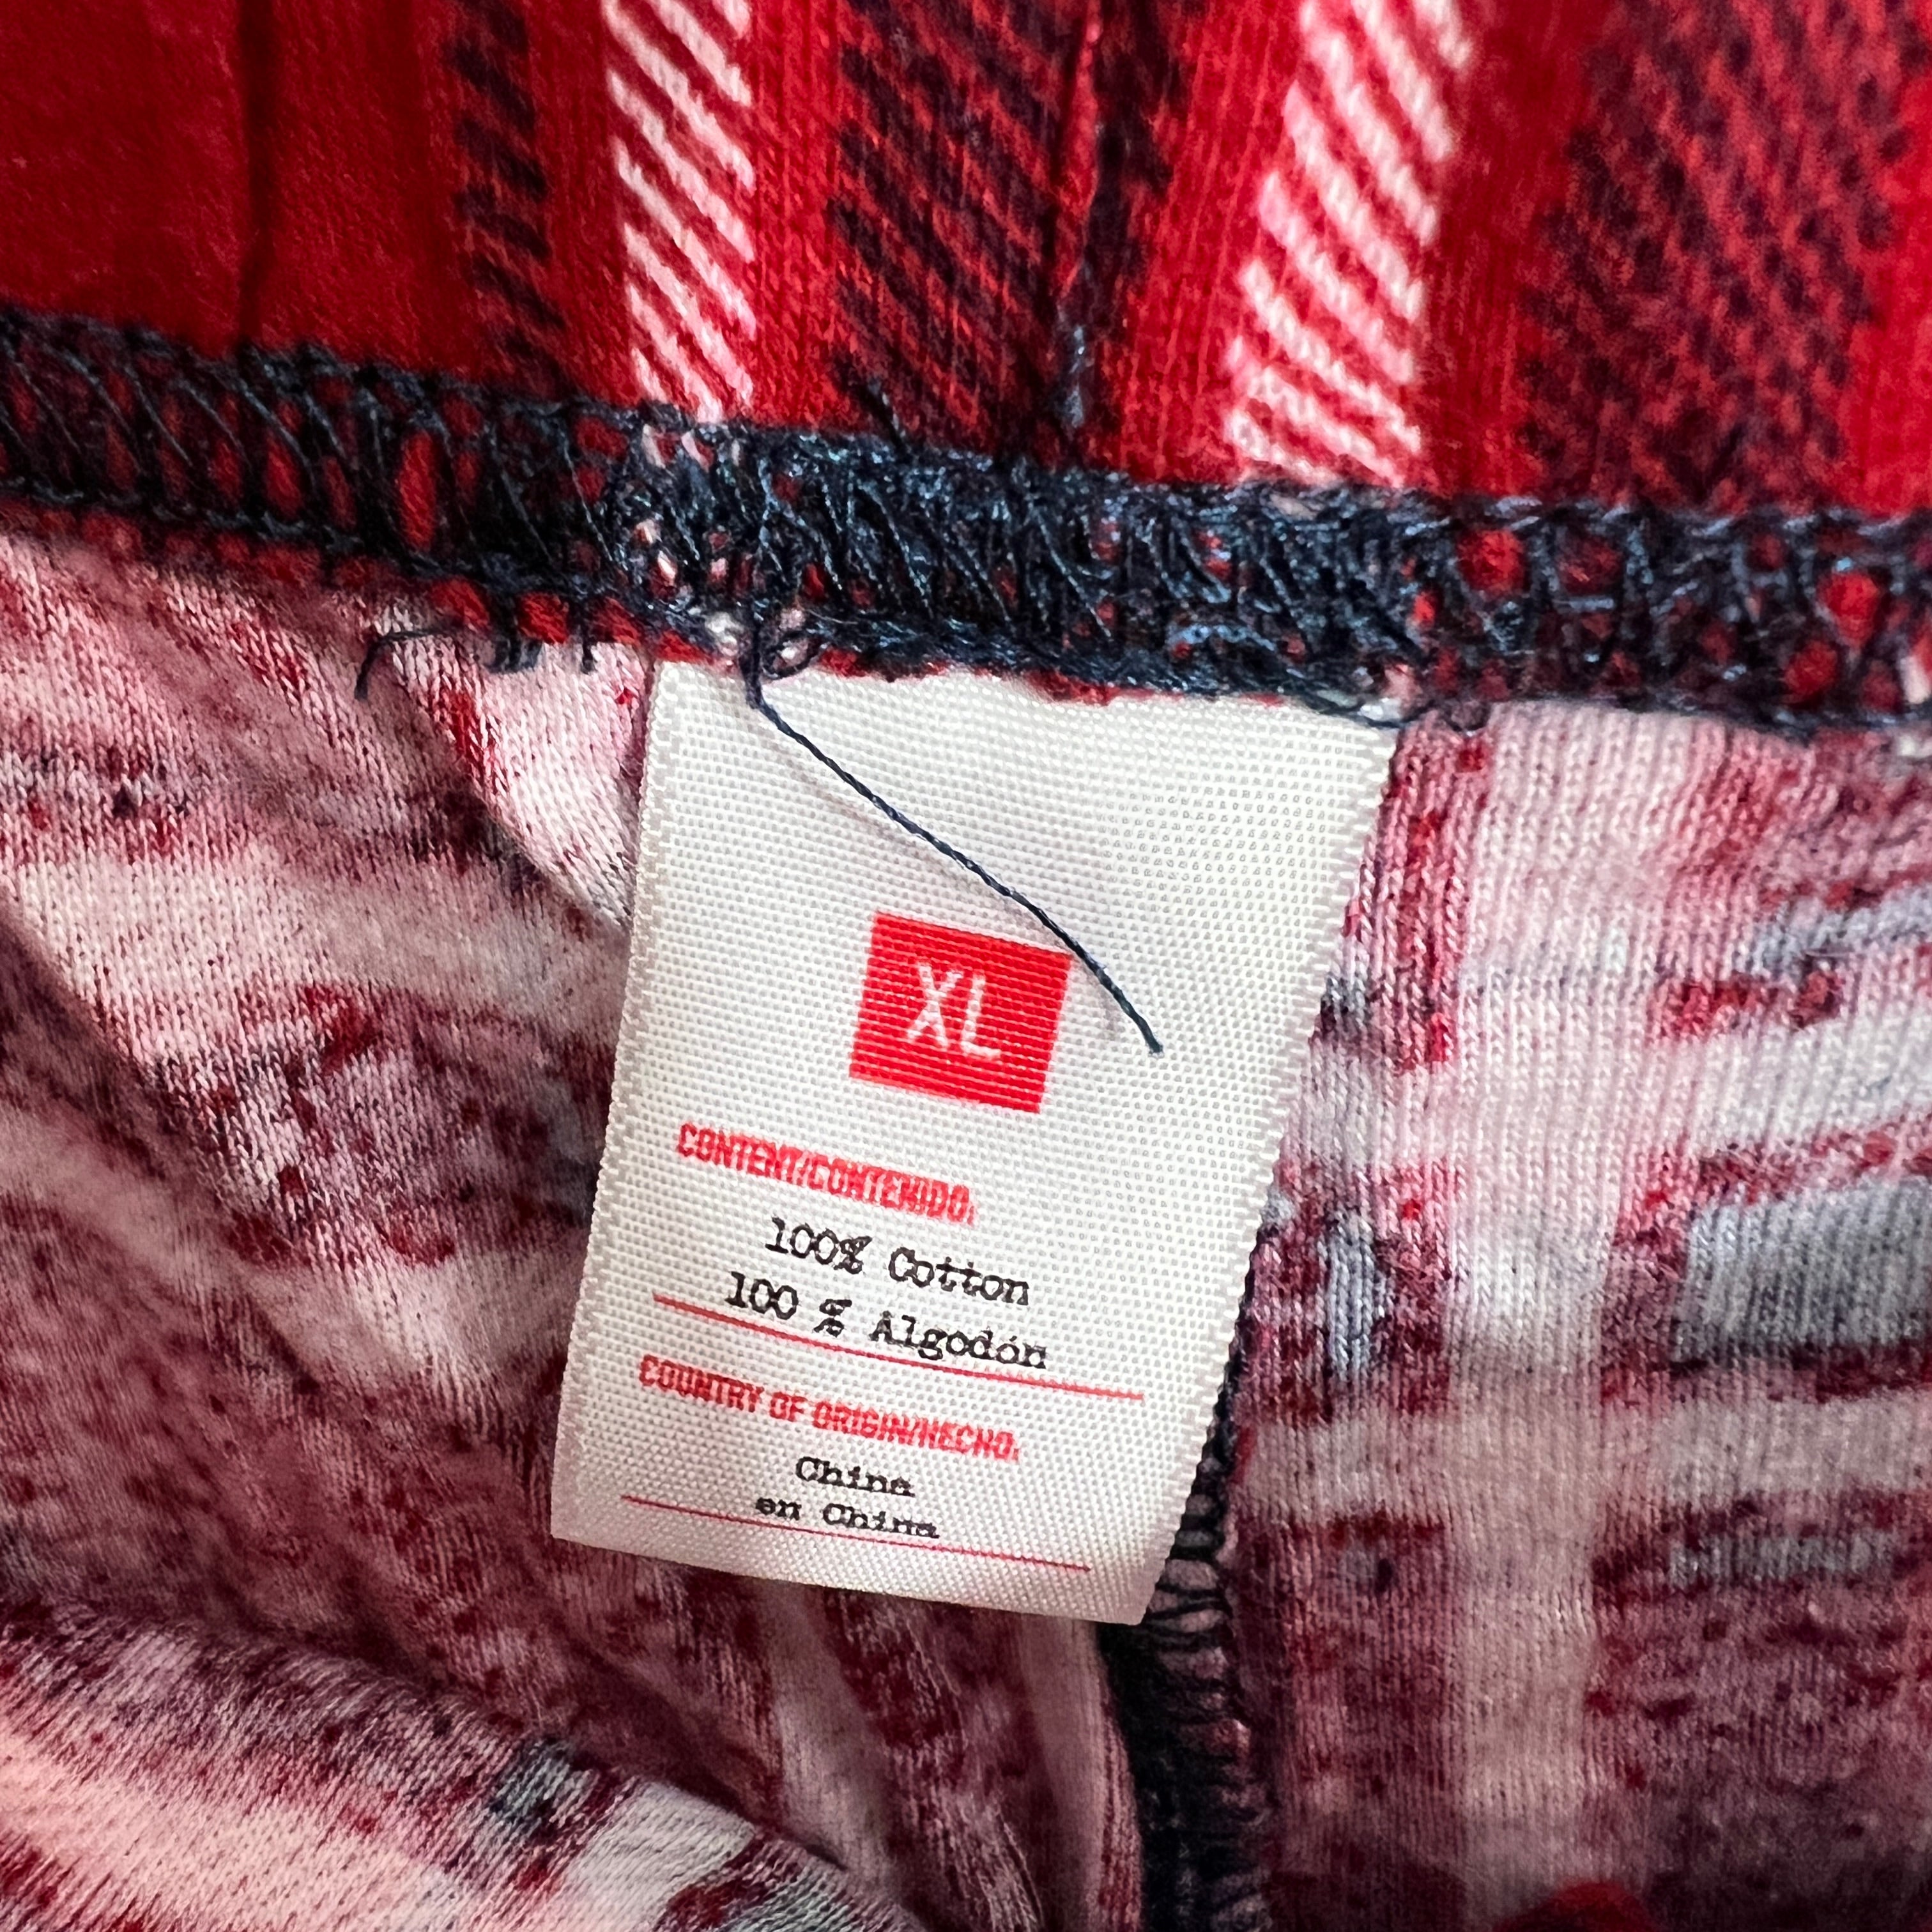 XL
CONTENT/CONTENIDO:
100% Cotton
100 % Algodón
COUNTRY OF ORIGIN/HECHO:
China
en China